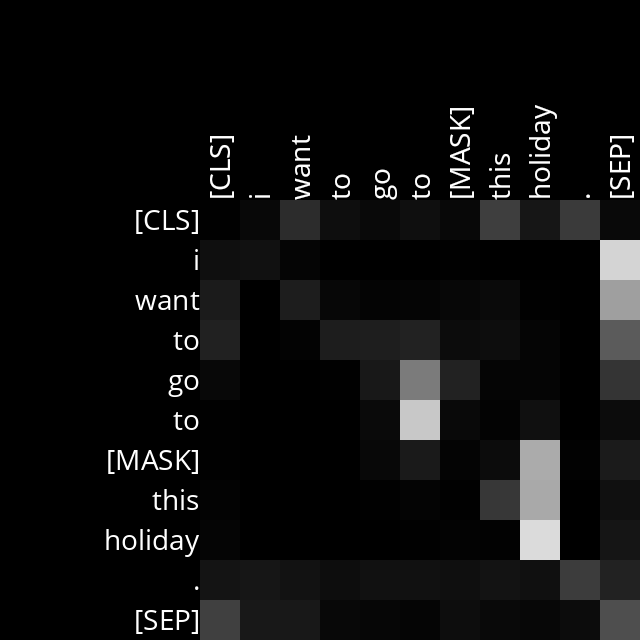 [CLS] i want to go to [MASK] this holiday . [SEP]
[CLS]
i
want
to
go
to
[MASK]
this
holiday
.
[SEP]